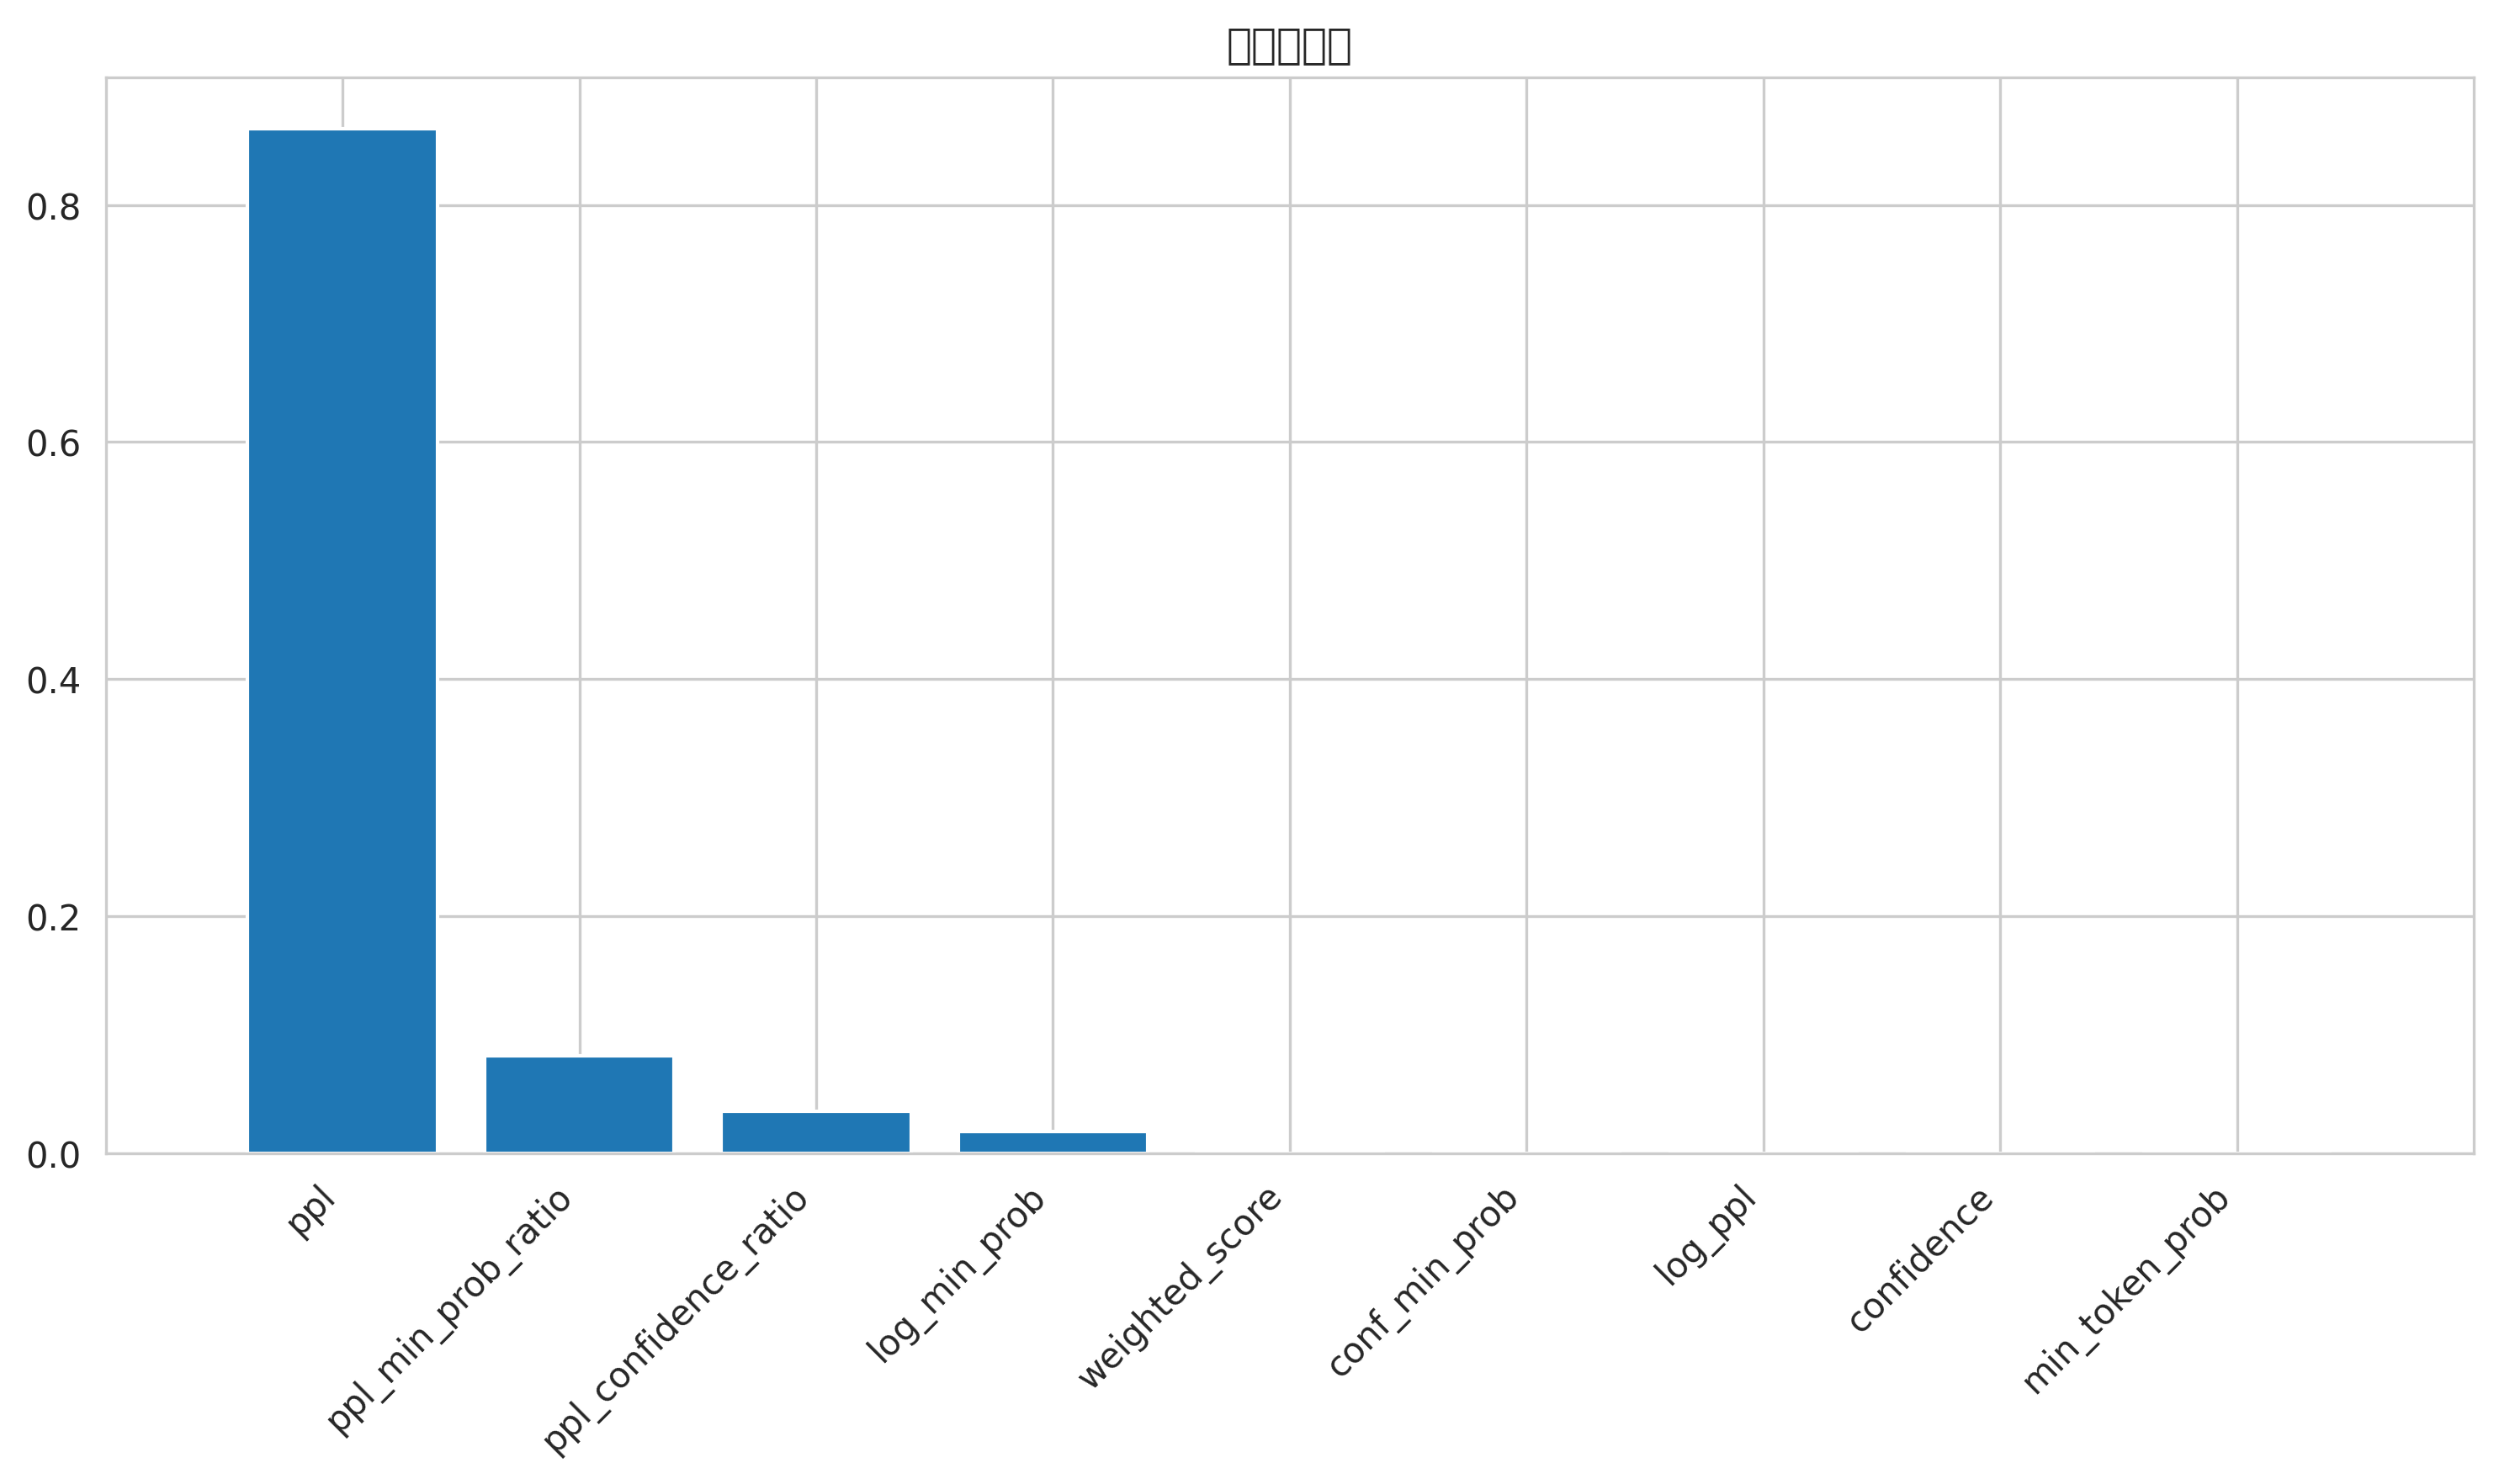 0.8
0.6
0.4
0.2
0.0
ppl
ppl_min_prob_ratio
ppl_confidence_ratio
log_min_prob
weighted_score
conf_min_prob
log_ppl
confidence
min_token_prob